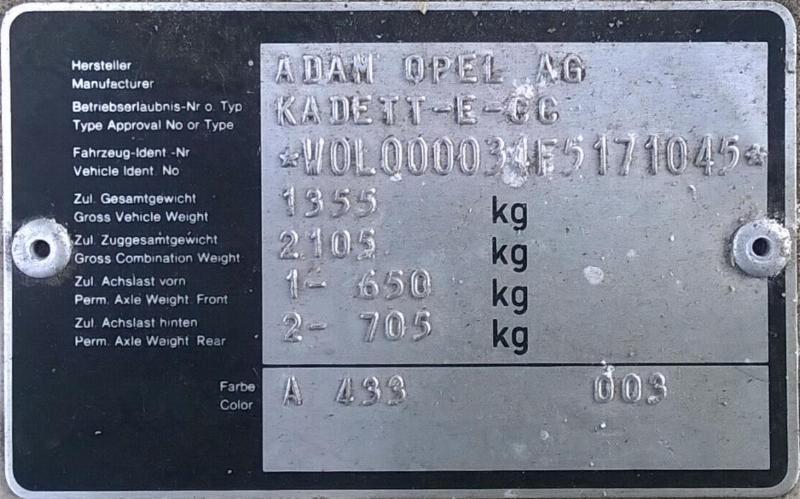 Hersteller
Manufacturer
ADAM OPEL AG
Betriebserlaubnis-Nr o. Typ
Type Approval No or Type
KADETT-E-CC
Fahrzeug-Ident.-Nr
Vehicle Ident. No
*W0L000034F5171045*
Zul. Gesamtgewicht
Gross Vehicle Weight
1355 kg
Zul. Zuggesamtgewicht
Gross Combination Weight
2105 kg
Zul. Achslast vorn
Perm. Axle Weight. Front
1- 650 kg
Zul. Achslast hinten
Perm. Axle Weight. Rear
2- 705 kg
Farbe
Color
A 433 003